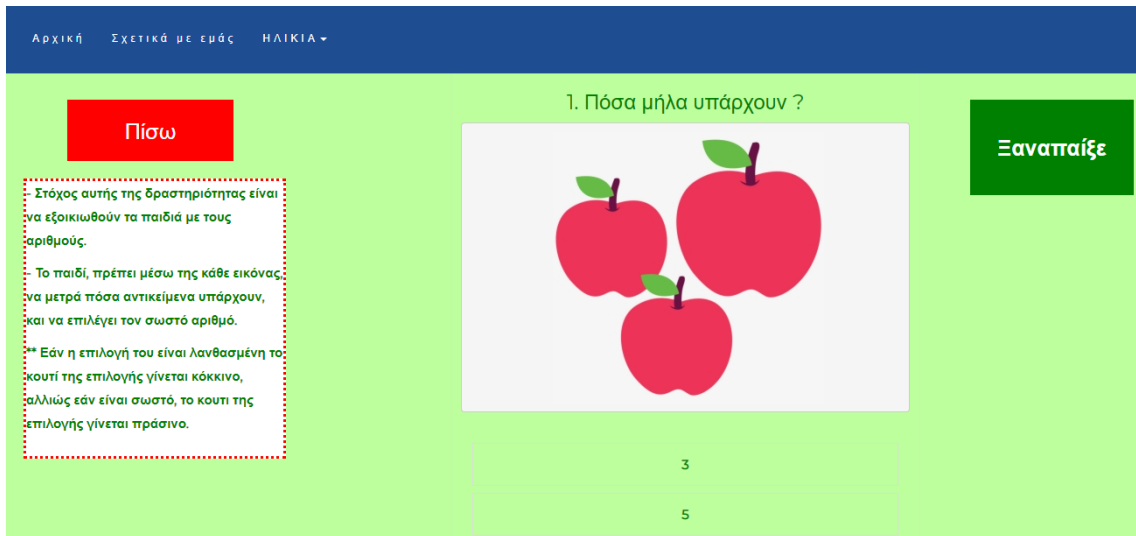 Αρχική Σχετικά με εμάς ΗΛΙΚΙΑ
Πίσω
- Στόχος αυτής της δραστηριότητας είναι
να εξοικιωθούν τα παιδιά με τους
αριθμούς.
- Το παιδί, πρέπει μέσω της κάθε εικόνας,
να μετρά πόσα αντικείμενα υπάρχουν,
και να επιλέγει τον σωστό αριθμό.
** Εάν η επιλογή του είναι λανθασμένη το
κουτί της επιλογής γίνεται κόκκινο,
αλλιώς εάν είναι σωστό, το κουτι της
επιλογής γίνεται πράσινο.
1. Πόσα μήλα υπάρχουν ?
3
5
Ξαναπαίξε